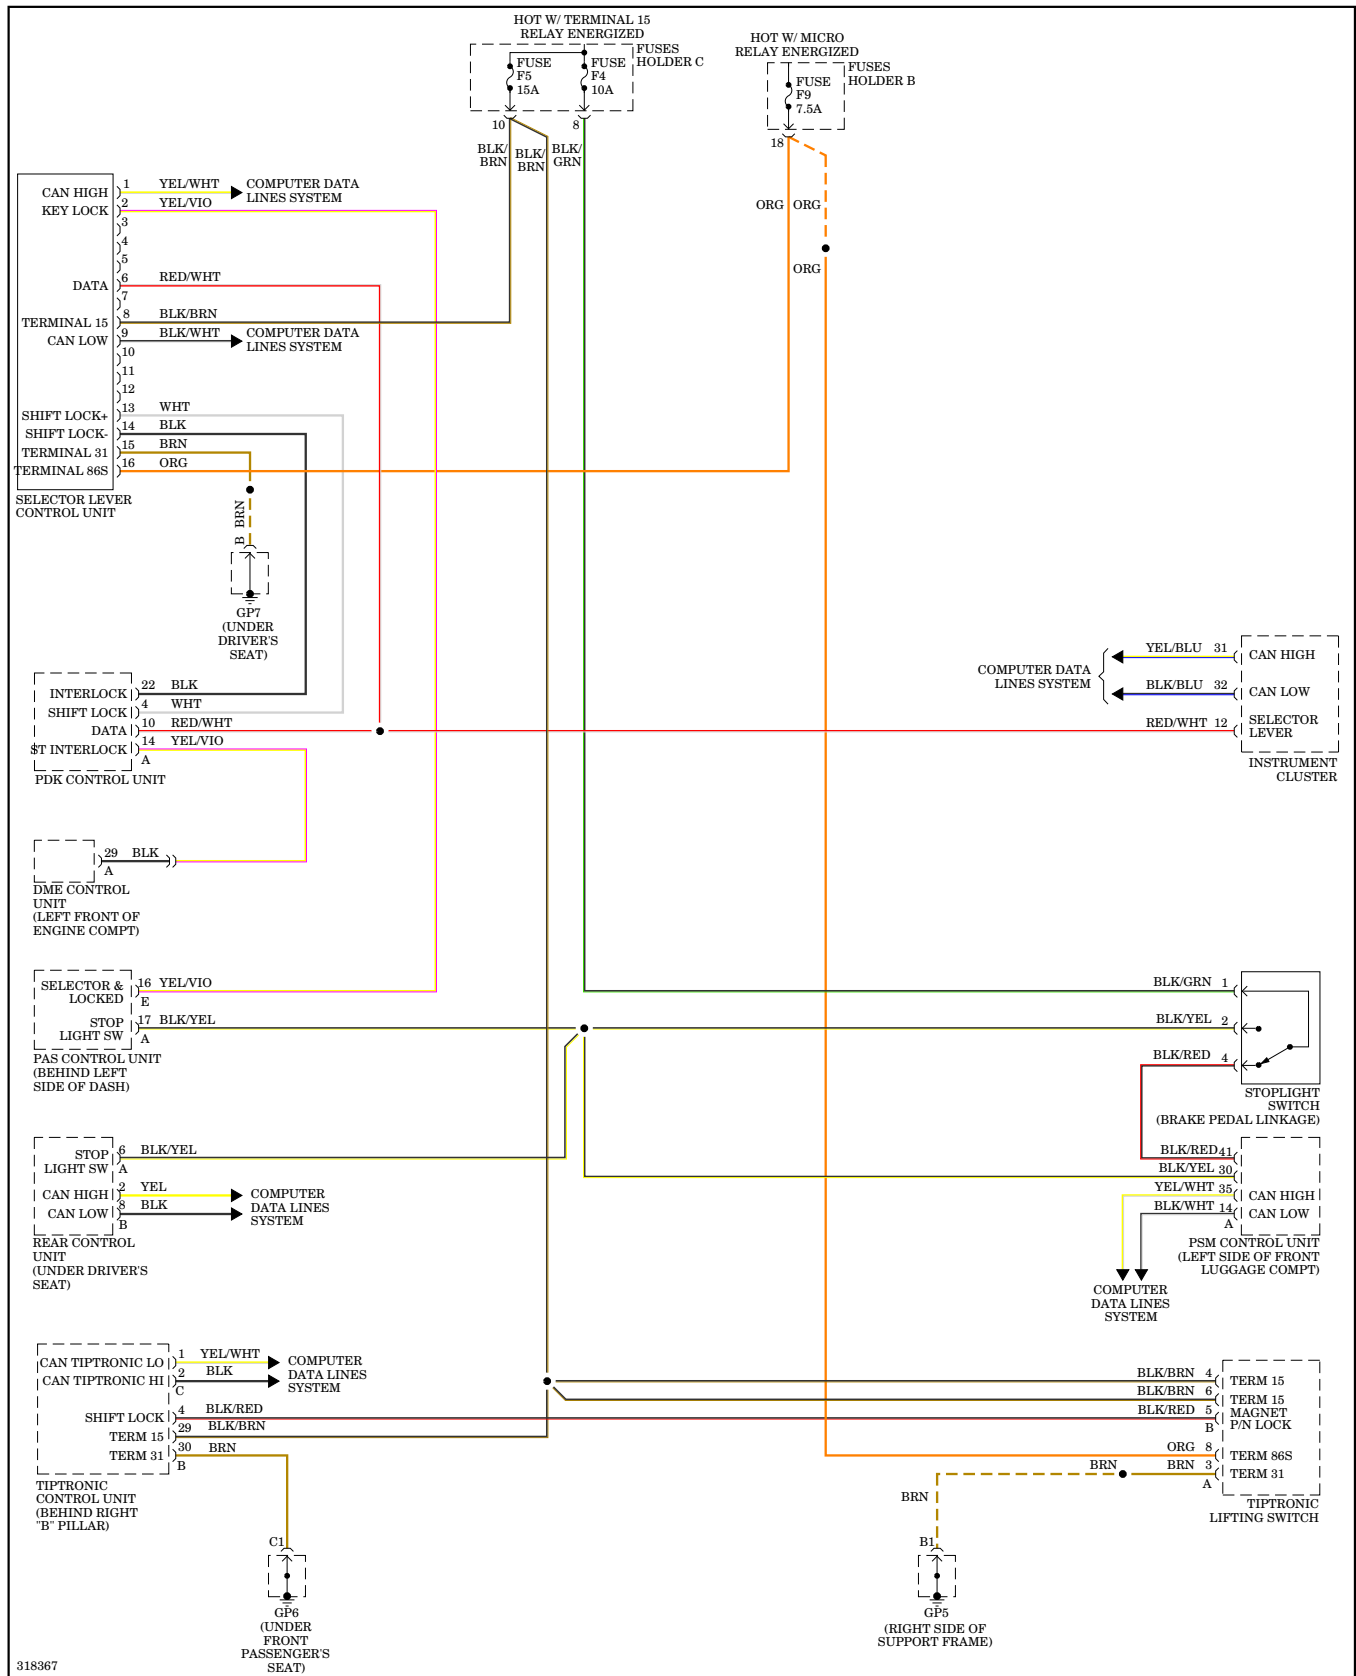 HOT W/ TERMINAL 15
RELAY ENERGIZED
FUSES
HOLDER C
FUSE
F5
15A
FUSE
F4
10A
10
8
BLK/
BRN
BLK/
BRN
BLK/
GRN
HOT W/ MICRO
RELAY ENERGIZED
FUSES
HOLDER B
FUSE
F9
7.5A
18
ORG
ORG
ORG
CAN HIGH 1 YEL/WHT
COMPUTER DATA
LINES SYSTEM
KEY LOCK 2 YEL/VIO
3
4
5
DATA 6 RED/WHT
7
TERMINAL 15 8 BLK/BRN
CAN LOW 9 BLK/WHT
COMPUTER DATA
LINES SYSTEM
10
11
12
SHIFT LOCK+ 13 WHT
SHIFT LOCK- 14 BLK
TERMINAL 31 15 BRN
TERMINAL 86S 16 ORG
SELECTOR LEVER
CONTROL UNIT
BRN
B
GP7
(UNDER
DRIVER'S
SEAT)
INTERLOCK 22 BLK
SHIFT LOCK 4 WHT
DATA 10 RED/WHT
ST INTERLOCK 14 YEL/VIO
A
PDK CONTROL UNIT
COMPUTER DATA
LINES SYSTEM
YEL/BLU 31 CAN HIGH
BLK/BLU 32 CAN LOW
RED/WHT 12 SELECTOR
LEVER
INSTRUMENT
CLUSTER
29 BLK
A
DME CONTROL
UNIT
(LEFT FRONT OF
ENGINE COMPT)
SELECTOR &
LOCKED
16 YEL/VIO
E
STOP
LIGHT SW
17 BLK/YEL
A
PAS CONTROL UNIT
(BEHIND LEFT
SIDE OF DASH)
BLK/GRN 1
BLK/YEL 2
BLK/RED 4
STOPLIGHT
SWITCH
(BRAKE PEDAL LINKAGE)
STOP
LIGHT SW
6 BLK/YEL
A
CAN HIGH 2 YEL
CAN LOW 8 BLK
B
COMPUTER
DATA LINES
SYSTEM
REAR CONTROL
UNIT
(UNDER DRIVER'S
SEAT)
BLK/RED 41
BLK/YEL 30
YEL/WHT 35 CAN HIGH
BLK/WHT 14 CAN LOW
A
PSM CONTROL UNIT
(LEFT SIDE OF FRONT
LUGGAGE COMPT)
COMPUTER
DATA LINES
SYSTEM
CAN TIPTRONIC LO 1 YEL/WHT
CAN TIPTRONIC HI 2 BLK
C
COMPUTER
DATA LINES
SYSTEM
SHIFT LOCK 4 BLK/RED
TERM 15 29 BLK/BRN
TERM 31 30 BRN
B
TIPTRONIC
CONTROL UNIT
(BEHIND RIGHT
"B" PILLAR)
BLK/BRN 4 TERM 15
BLK/BRN 6 TERM 15
BLK/RED 5 MAGNET
P/N LOCK
B
ORG 8 TERM 86S
BRN BRN 3 TERM 31
A
BRN
TIPTRONIC
LIFTING SWITCH
C1
GP6
(UNDER
FRONT
PASSENGER'S
SEAT)
B1
GP5
(RIGHT SIDE OF
SUPPORT FRAME)
318367